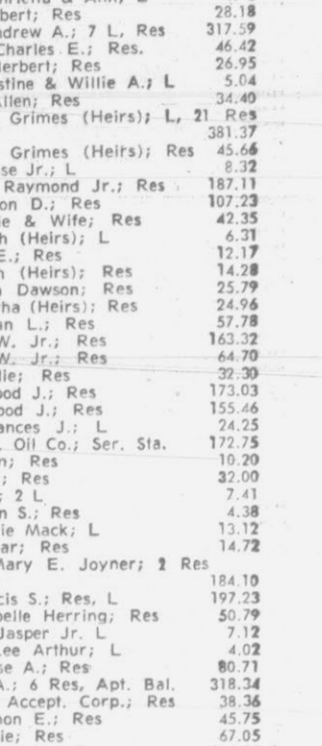 bert; Res 28.18
drew A.; 7 L, Res 317.59
Charles E.; Res. 46.42
erbert; Res 26.95
stine & Willie A.; L 5.04
llen; Res 34.40
Grimes (Heirs); L, 21 Res
381.37
Grimes (Heirs); Res 45.66
se Jr.; L 8.32
Raymond Jr.; Res 187.11
on D.; Res 107.23
ie & Wife; Res 42.35
h (Heirs); L 6.31
E.; Res 12.17
n (Heirs); Res 14.28
Dawson; Res 25.79
ha (Heirs); Res 24.96
an L.; Res 57.78
W. Jr.; Res 163.32
W. Jr.; Res 64.70
lie; Res 32.30
ood J.; Res 173.03
ood J.; Res 155.46
ances J.; L 24.25
. Oil Co.; Ser. Sta. 172.75
n; Res 10.20
; Res 32.00
; 2 L 7.41
n S.; Res 4.38
ie Mack; L 13.12
ar; Res 14.72
Mary E. Joyner; 2 Res
184.10
cis S.; Res, L 197.23
belle Herring; Res 50.79
Jasper Jr. L 7.12
Lee Arthur; L 4.02
se A.; Res 80.71
A.; 6 Res, Apt. Bal. 318.34
Accept. Corp.; Res 38.36
on E.; Res 45.75
ie; Res 67.05